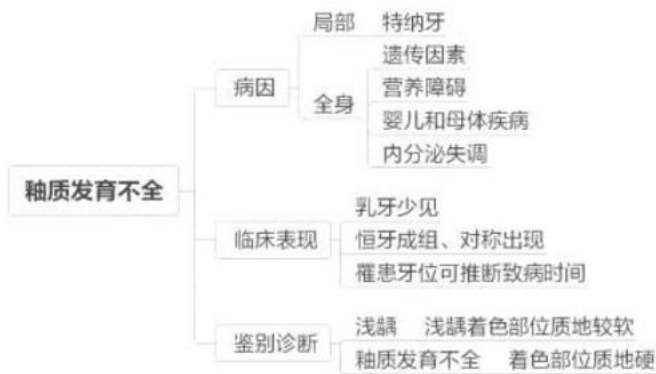 釉质发育不全
病因
局部 特纳牙
全身
遗传因素
营养障碍
婴儿和母体疾病
内分泌失调
临床表现
乳牙少见
恒牙成组、对称出现
罹患牙位可推断致病时间
鉴别诊断
浅龋 浅龋着色部位质地较软
釉质发育不全 着色部位质地硬